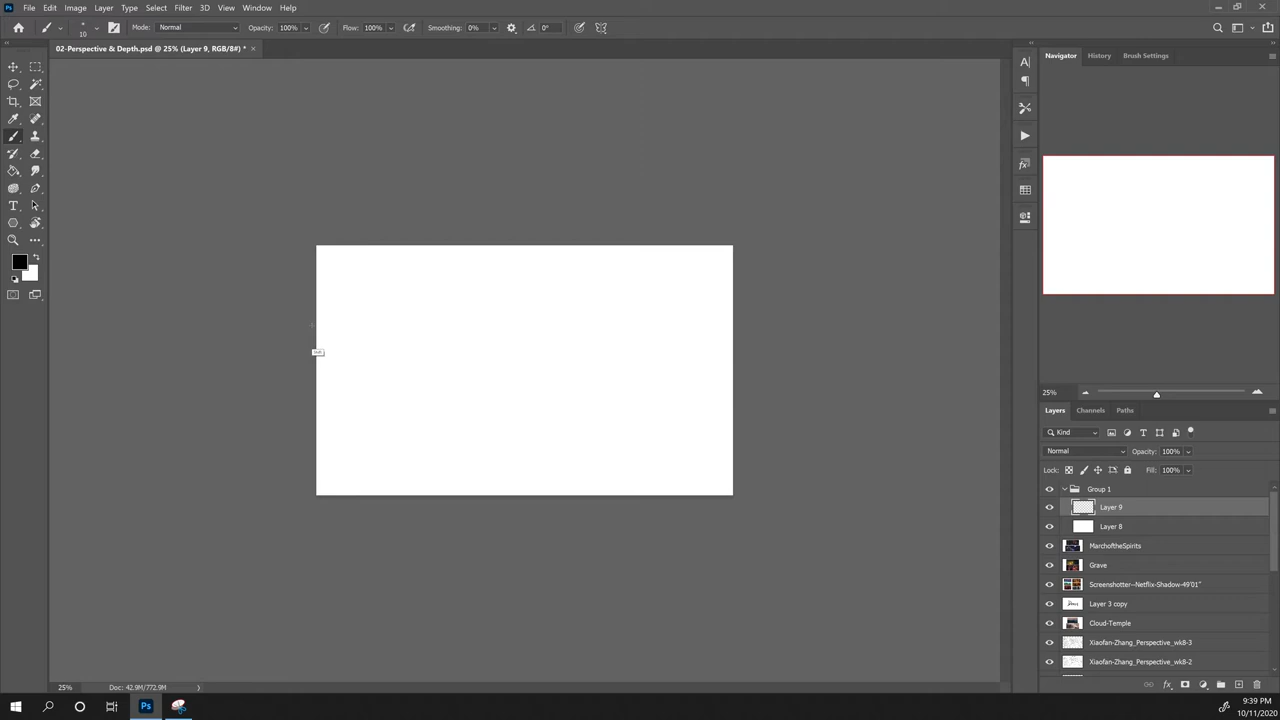 Ps File Edit Image Layer Type Select Filter 3D View Window Help
10 Mode: Normal Opacity: 100% Flow: 100% Smoothing: 0% 0°
02-Perspective & Depth.psd @ 25% (Layer 9, RGB/8#) *
Navigator History Brush Settings
25%
Layers Channels Paths
Kind
Normal Opacity: 100%
Lock: Fill: 100%
Group 1
Layer 9
Layer 8
MarchoftheSpirits
Grave
Screenshotter--Netflix-Shadow-49'01"
Layer 3 copy
Cloud-Temple
Xiaofan-Zhang_Perspective_wk8-3
Xiaofan-Zhang_Perspective_wk8-2
25% Doc: 42.9M/772.9M
Ps
9:39 PM
10/11/2020